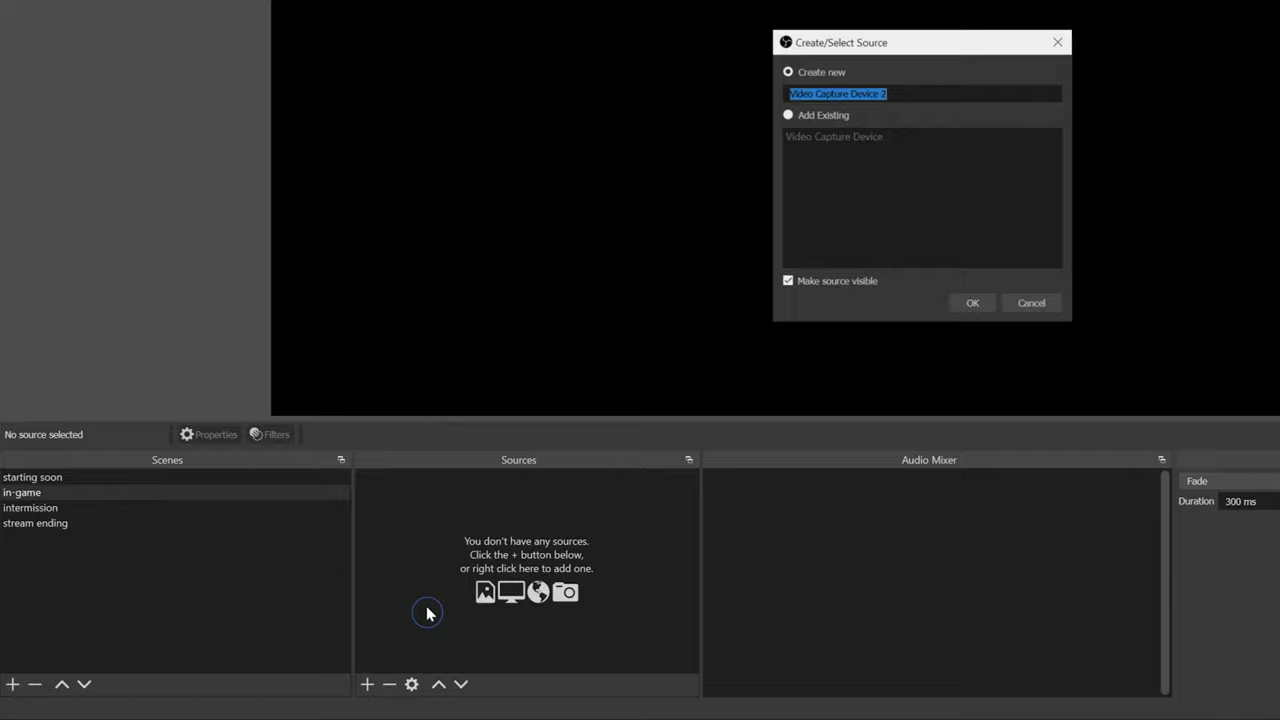 Create/Select Source
Create new
Video Capture Device 2
Add Existing
Video Capture Device
Make source visible
OK
Cancel
No source selected
Properties
Filters
Scenes
Sources
Audio Mixer
starting soon
in-game
intermission
stream ending
You don't have any sources.
Click the + button below,
or right click here to add one.
Fade
Duration
300 ms